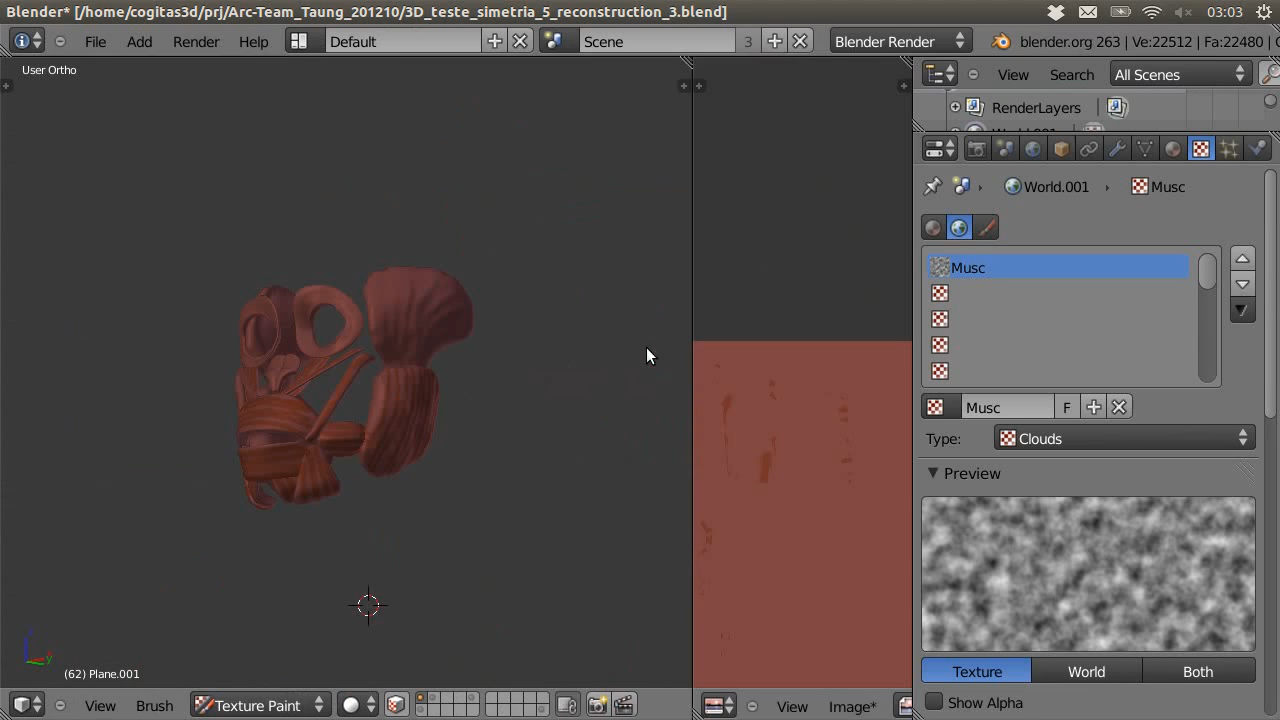 Blender* [/home/cogitas3d/prj/Arc-Team_Taung_201210/3D_teste_simetria_5_reconstruction_3.blend]
03:03
File Add Render Help Default Scene 3 Blender Render blender.org 263 | Ve:22512 | Fa:22480 |
User Ortho
View Search All Scenes
RenderLayers
World.001
World.001 Musc
Musc
Musc F
Type: Clouds
Preview
Texture World Both
Show Alpha
y
(62) Plane.001
View Brush Texture Paint
View Image*